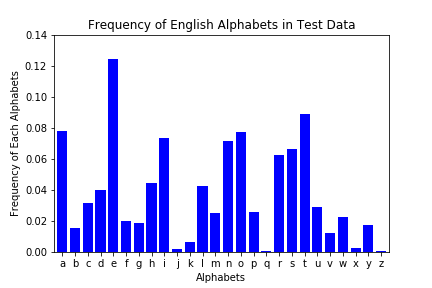 Frequency of English Alphabets in Test Data
0.14
0.12
0.10
0.08
0.06
0.04
0.02
0.00
Frequency of Each Alphabets
a b c d e f g h i j k l m n o p q r s t u v w x y z
Alphabets